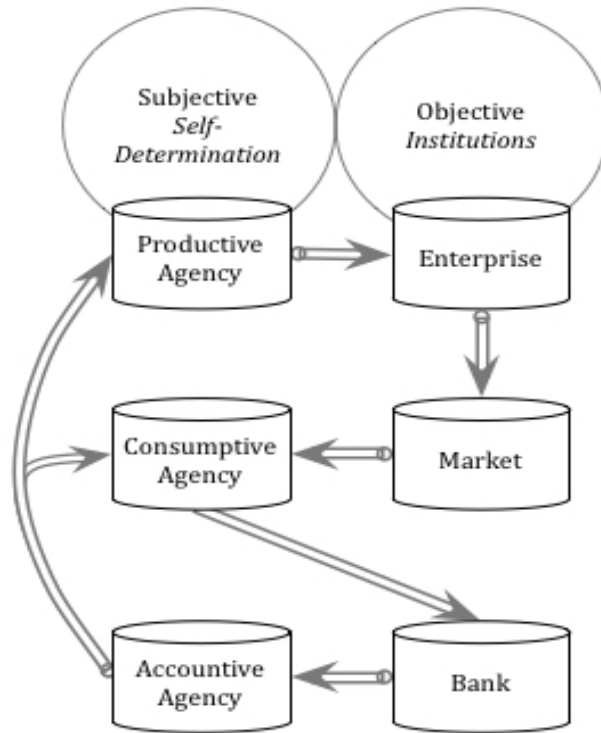 Subjective
Self-
Determination
Objective
Institutions
Productive
Agency
Enterprise
Consumptive
Agency
Market
Accountive
Agency
Bank